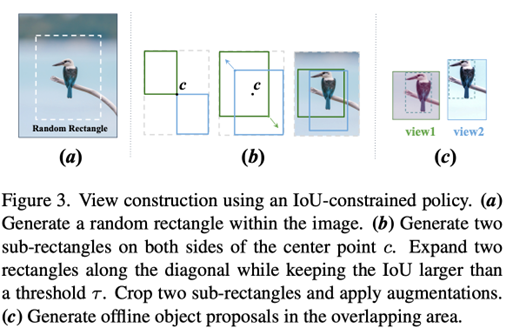 Random Rectangle
c
c
view1 view2
(a) (b) (c)
Figure 3. View construction using an IoU-constrained policy. (a)
Generate a random rectangle within the image. (b) Generate two
sub-rectangles on both sides of the center point c. Expand two
rectangles along the diagonal while keeping the IoU larger than
a threshold τ. Crop two sub-rectangles and apply augmentations.
(c) Generate offline object proposals in the overlapping area.